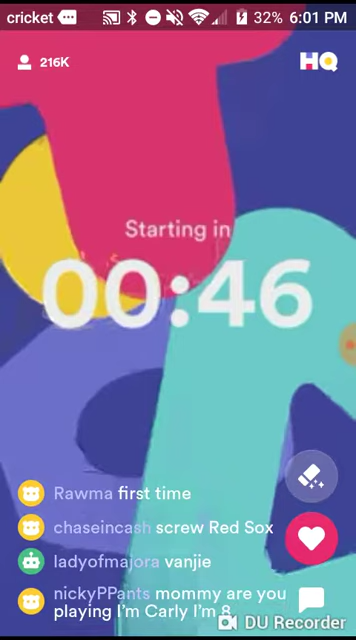 cricket 32% 6:01 PM
216K HQ
Starting in
00:46
Rawma first time
chaseincash screw Red Sox
ladyofmajora vanjie
nickyPPants mommy are you
playing I'm Carly I'm 8
DU Recorder